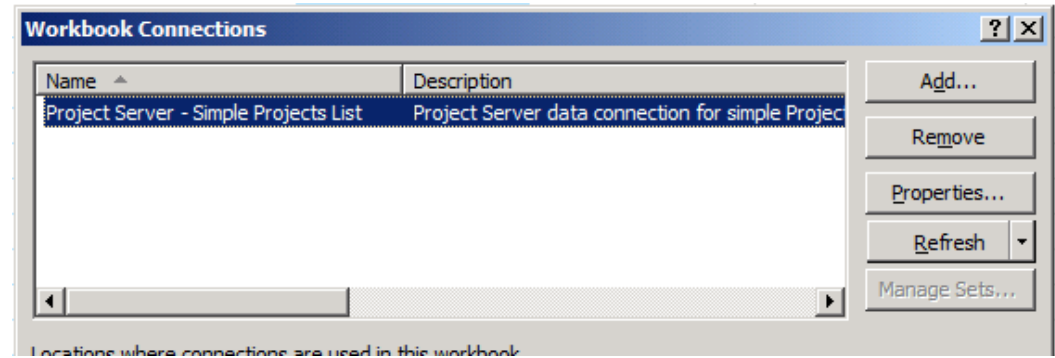 Workbook Connections
Name Description
Project Server - Simple Projects List Project Server data connection for simple Projec
Add...
Remove
Properties...
Refresh
Manage Sets...
Locations where connections are used in this workbook